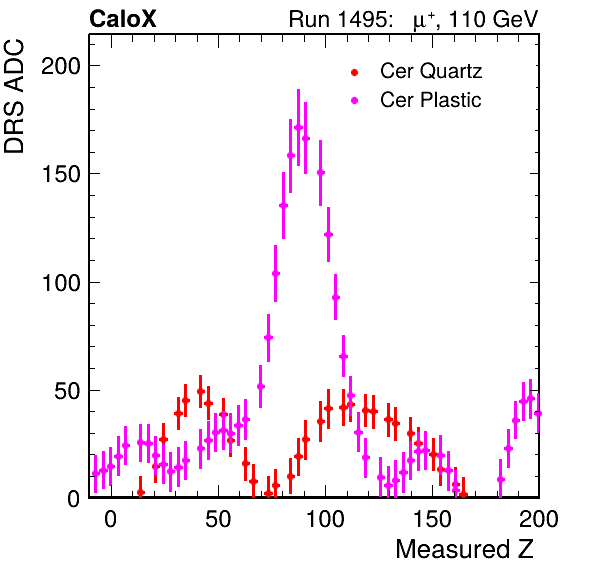 CaloX
Run 1495: μ⁺, 110 GeV
DRS ADC
Cer Quartz
Cer Plastic
200
150
100
50
0
0 50 100 150 200
Measured Z